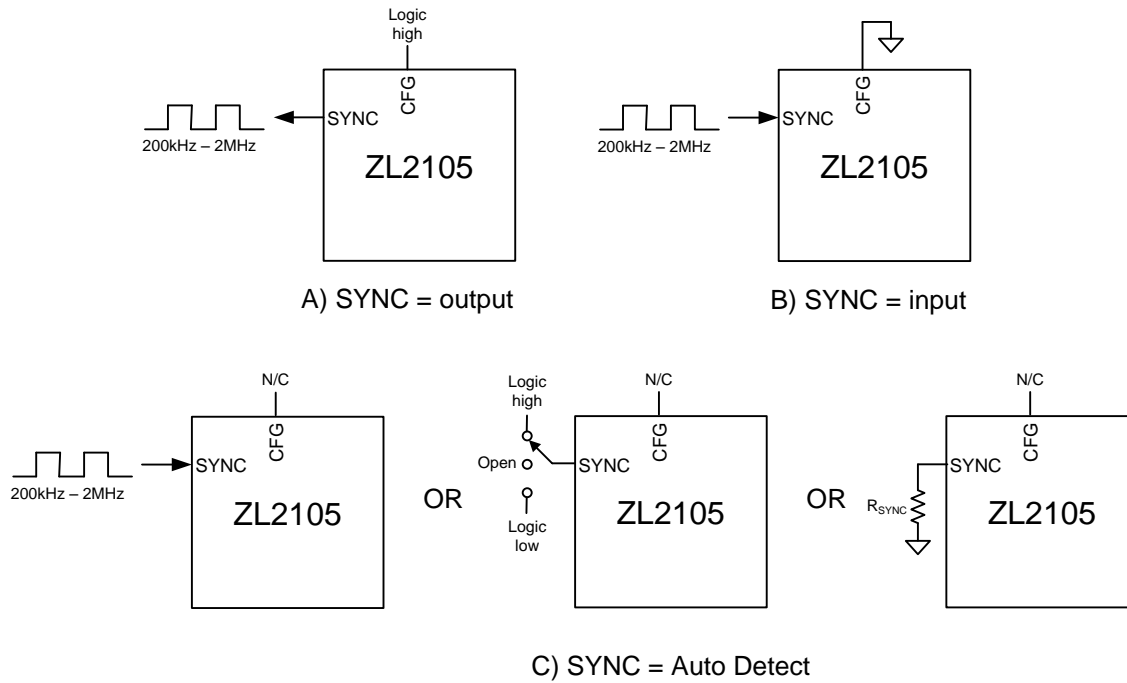 Logic
high
CFG
SYNC
200kHz – 2MHz
ZL2105
A) SYNC = output
CFG
SYNC
200kHz – 2MHz
ZL2105
B) SYNC = input
N/C
CFG
SYNC
200kHz – 2MHz
ZL2105
OR
Logic
high
Open
Logic
low
N/C
CFG
SYNC
ZL2105
OR
N/C
CFG
SYNC
RSYNC
ZL2105
C) SYNC = Auto Detect